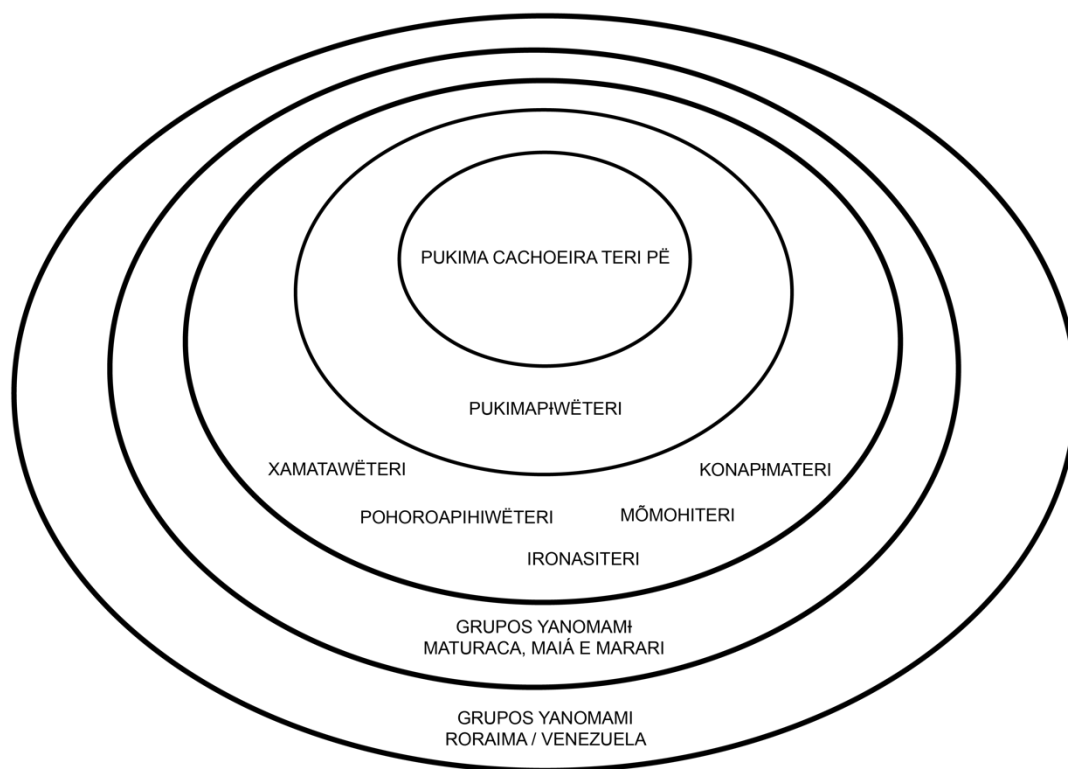 PUKIMA CACHOEIRA TERI PË
PUKIMAPɨWËTERI
XAMATAWËTERI
KONAPɨMATERI
POHOROAPIHIWËTERI
MÕMOHITERI
IRONASITERI
GRUPOS YANOMAMɨ
MATURACA, MAIÁ E MARARI
GRUPOS YANOMAMI
RORAIMA / VENEZUELA